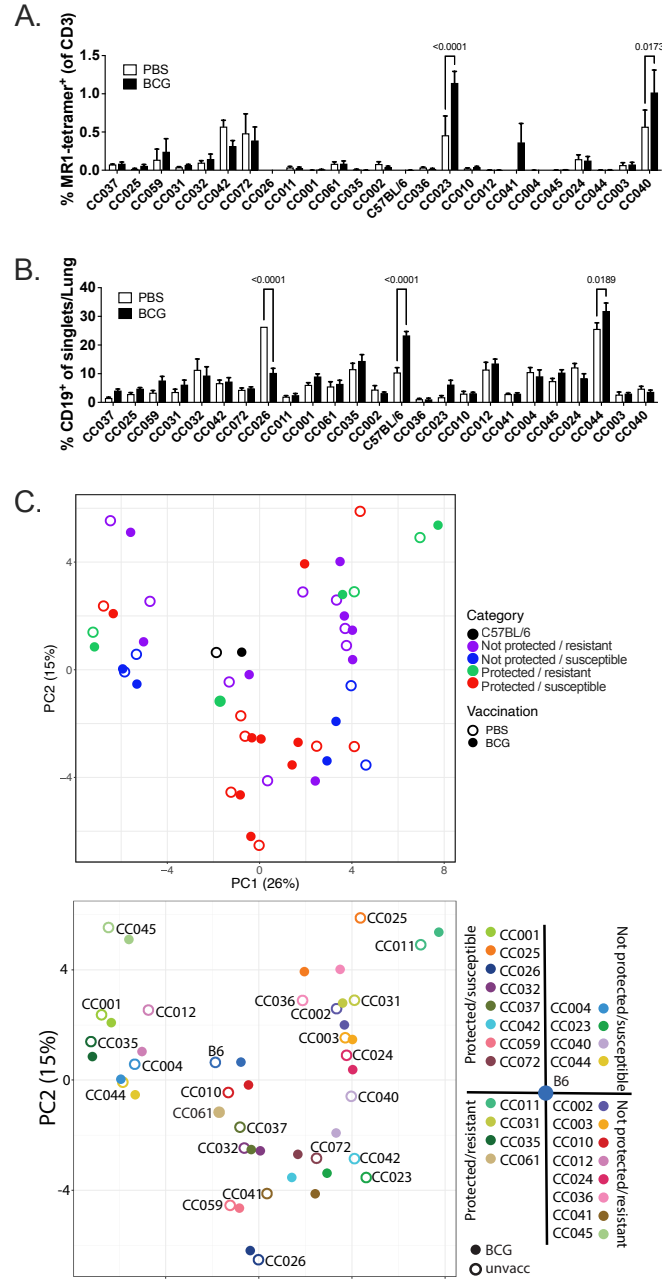 A.
% MR1-tetramer⁺ (of CD3)
1.5
1.0
0.5
0.0
PBS
BCG
<0.0001
0.0173
CC037 CC025 CC059 CC031 CC032 CC042 CC072 CC026 CC011 CC001 CC061 CC035 CC002 C57BL/6 CC036 CC023 CC010 CC012 CC041 CC004 CC045 CC024 CC044 CC003 CC040
B.
% CD19⁺ of singlets/Lung
40
30
20
10
0
PBS
BCG
<0.0001
<0.0001
0.0189
CC037 CC025 CC059 CC031 CC032 CC042 CC072 CC026 CC011 CC001 CC061 CC035 CC002 C57BL/6 CC036 CC023 CC010 CC012 CC041 CC004 CC045 CC024 CC044 CC003 CC040
C.
PC2 (15%)
4
0
−4
−4 0 4 8
PC1 (26%)
Category
C57BL/6
Not protected / resistant
Not protected / susceptible
Protected / resistant
Protected / susceptible
Vaccination
PBS
BCG
PC2 (15%)
4
0
-4
CC045
CC025
CC011
CC001
CC012
CC036
CC031
CC002
CC035
CC003
CC004
B6
CC024
CC044
CC010
CC040
CC061
CC037
CC032
CC072
CC042
CC023
CC041
CC059
CC026
Protected/susceptible
CC001
CC025
CC026
CC032
CC037
CC042
CC059
CC072
Not protected/susceptible
CC004
CC023
CC040
CC044
B6
Protected/resistant
CC011
CC031
CC035
CC061
Not protected/resistant
CC002
CC003
CC010
CC012
CC024
CC036
CC041
CC045
BCG
unvacc